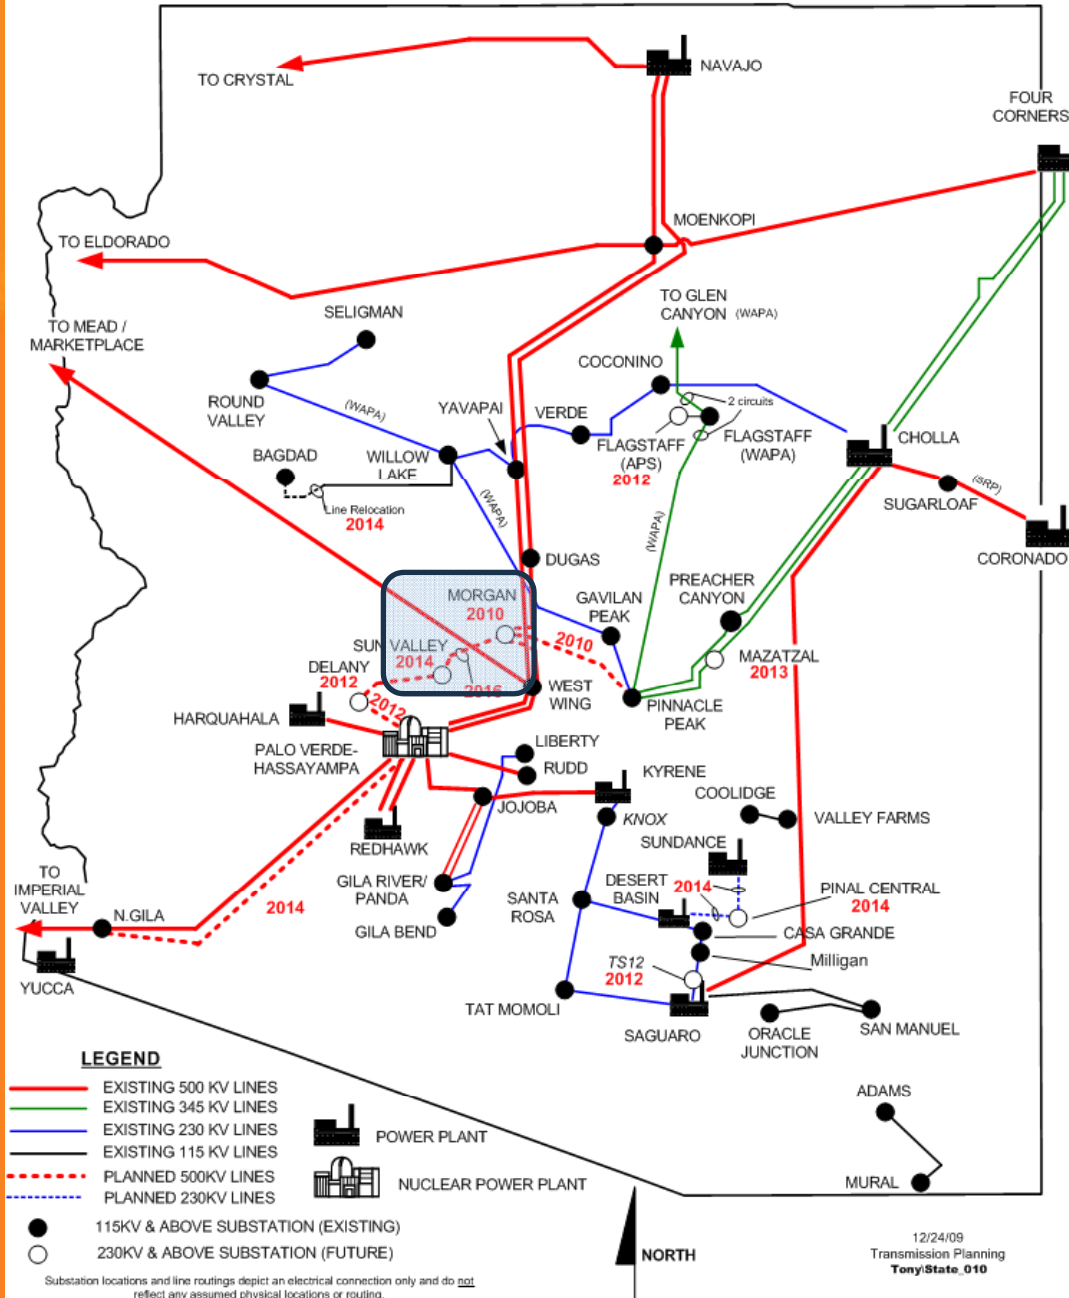 NAVAJO
TO CRYSTAL
FOUR
CORNERS
MOENKOPI
TO ELDORADO
TO GLEN
CANYON (WAPA)
SELIGMAN
TO MEAD /
MARKETPLACE
COCONINO
2 circuits
ROUND
VALLEY
(WAPA)
YAVAPAI
VERDE
FLAGSTAFF
(APS)
2012
FLAGSTAFF
(WAPA)
CHOLLA
BAGDAD
WILLOW
LAKE
(WAPA)
(SRP)
SUGARLOAF
Line Relocation
2014
(WAPA)
CORONADO
DUGAS
PREACHER
CANYON
MORGAN
2010
GAVILAN
PEAK
2010
SUN VALLEY
2014
MAZATZAL
2013
DELANY
2012
2012
WEST
WING
PINNACLE
PEAK
HARQUAHALA
PALO VERDE-
HASSAYAMPA
LIBERTY
RUDD
KYRENE
JOJOBA
COOLIDGE
KNOX
VALLEY FARMS
REDHAWK
SUNDANCE
TO
IMPERIAL
VALLEY
GILA RIVER/
PANDA
DESERT
BASIN
2014
PINAL CENTRAL
2014
SANTA
ROSA
2014
N.GILA
GILA BEND
CASA GRANDE
TS12
2012
Milligan
YUCCA
TAT MOMOLI
SAGUARO
ORACLE
JUNCTION
SAN MANUEL
LEGEND
EXISTING 500 KV LINES
EXISTING 345 KV LINES
EXISTING 230 KV LINES
EXISTING 115 KV LINES
PLANNED 500KV LINES
PLANNED 230KV LINES
POWER PLANT
NUCLEAR POWER PLANT
115KV & ABOVE SUBSTATION (EXISTING)
230KV & ABOVE SUBSTATION (FUTURE)
ADAMS
MURAL
NORTH
12/24/09
Transmission Planning
Tony\State_010
Substation locations and line routings depict an electrical connection only and do not
reflect any assumed physical locations or routing.